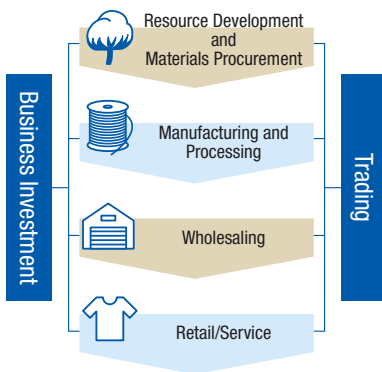 Resource Development
and
Materials Procurement
Business Investment
Manufacturing and
Processing
Trading
Wholesaling
Retail/Service